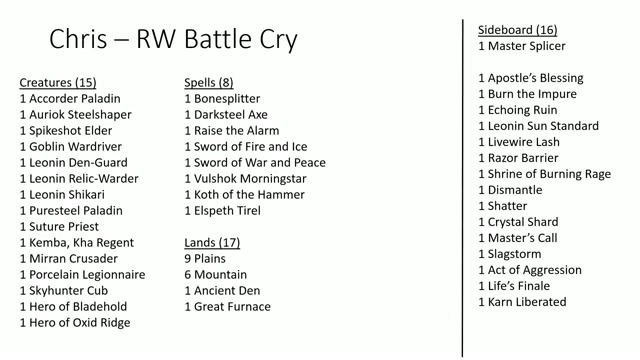 Chris – RW Battle Cry
Creatures (15)
1 Accorder Paladin
1 Auriok Steelshaper
1 Spikeshot Elder
1 Goblin Wardriver
1 Leonin Den-Guard
1 Leonin Relic-Warder
1 Leonin Shikari
1 Puresteel Paladin
1 Suture Priest
1 Kemba, Kha Regent
1 Mirran Crusader
1 Porcelain Legionnaire
1 Skyhunter Cub
1 Hero of Bladehold
1 Hero of Oxid Ridge
Spells (8)
1 Bonesplitter
1 Darksteel Axe
1 Raise the Alarm
1 Sword of Fire and Ice
1 Sword of War and Peace
1 Vulshok Morningstar
1 Koth of the Hammer
1 Elspeth Tirel
Lands (17)
9 Plains
6 Mountain
1 Ancient Den
1 Great Furnace
Sideboard (16)
1 Master Splicer
1 Apostle’s Blessing
1 Burn the Impure
1 Echoing Ruin
1 Leonin Sun Standard
1 Livewire Lash
1 Razor Barrier
1 Shrine of Burning Rage
1 Dismantle
1 Shatter
1 Crystal Shard
1 Master’s Call
1 Slagstorm
1 Act of Aggression
1 Life’s Finale
1 Karn Liberated